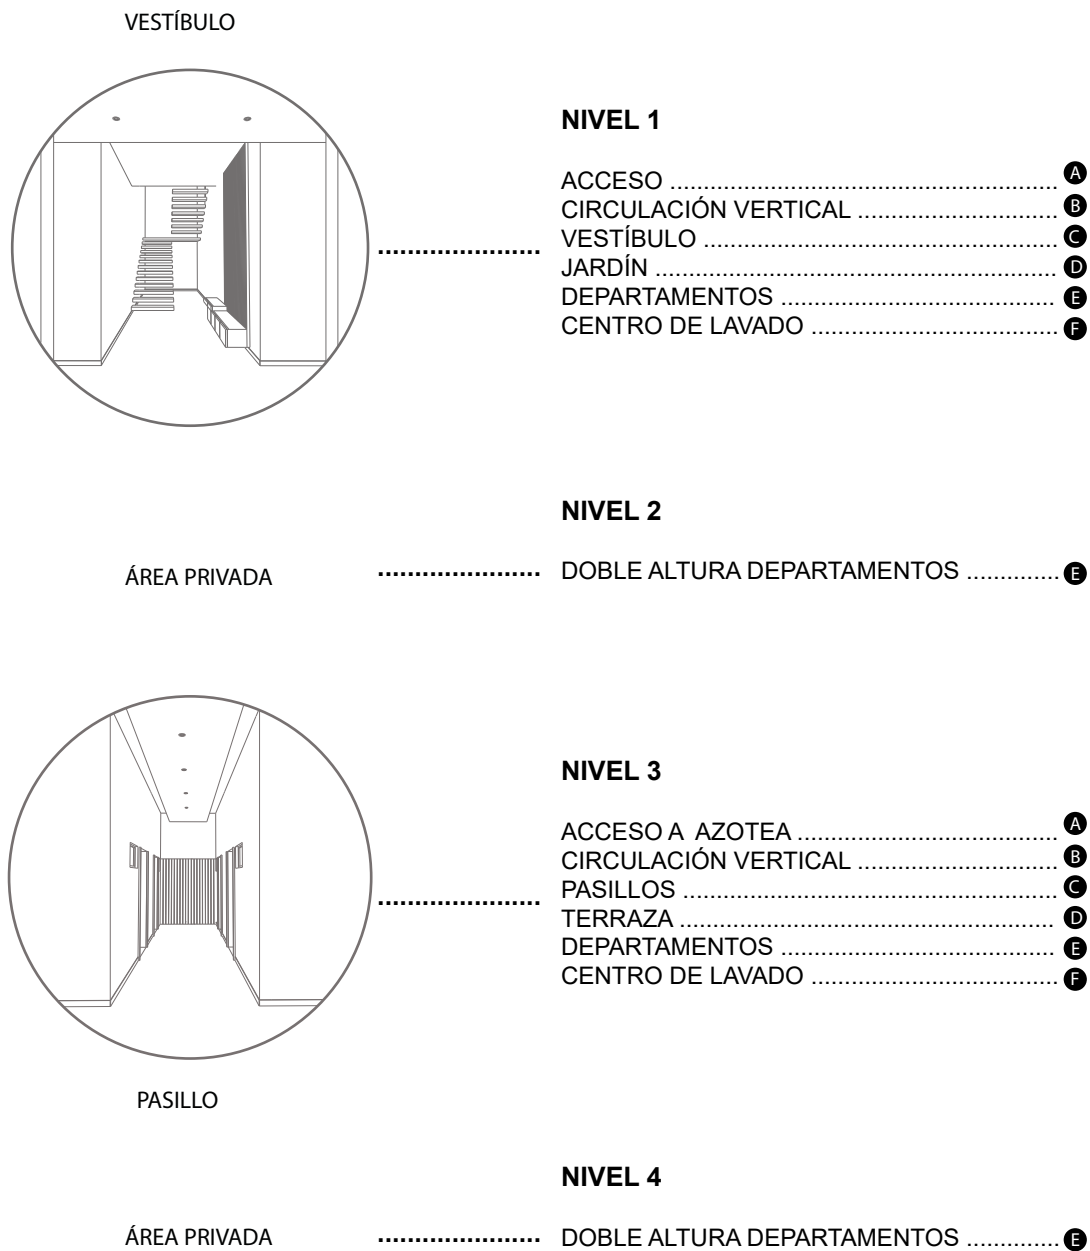 VESTÍBULO
NIVEL 1
ACCESO .......................................................... A
CIRCULACIÓN VERTICAL .............................. B
VESTÍBULO ..................................................... C
JARDÍN ............................................................ D
DEPARTAMENTOS ......................................... E
CENTRO DE LAVADO ..................................... F
NIVEL 2
ÁREA PRIVADA ...................... DOBLE ALTURA DEPARTAMENTOS .............. E
NIVEL 3
ACCESO A  AZOTEA ....................................... A
CIRCULACIÓN VERTICAL .............................. B
PASILLOS ........................................................ C
TERRAZA ........................................................ D
DEPARTAMENTOS ......................................... E
CENTRO DE LAVADO ..................................... F
PASILLO
NIVEL 4
ÁREA PRIVADA ...................... DOBLE ALTURA DEPARTAMENTOS .............. E